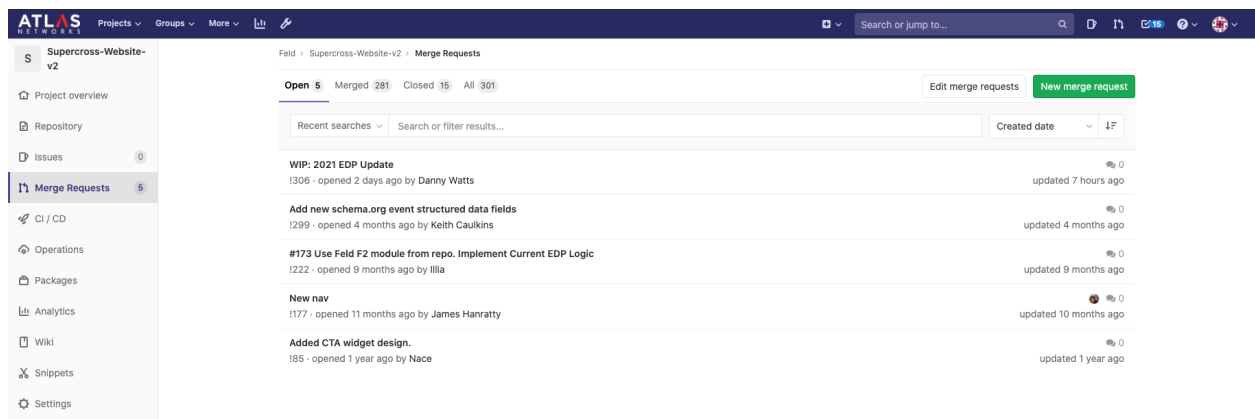 ATLAS Projects Groups More Search or jump to... 15
NETWORKS
S Supercross-Website-v2
Project overview
Repository
Issues 0
Merge Requests 5
CI / CD
Operations
Packages
Analytics
Wiki
Snippets
Settings
Feld > Supercross-Website-v2 > Merge Requests
Open 5 Merged 281 Closed 15 All 301 Edit merge requests New merge request
Recent searches Search or filter results... Created date
WIP: 2021 EDP Update 0
!306 · opened 2 days ago by Danny Watts updated 7 hours ago
Add new schema.org event structured data fields 0
!299 · opened 4 months ago by Keith Caulkins updated 4 months ago
#173 Use Feld F2 module from repo. Implement Current EDP Logic 0
!222 · opened 9 months ago by Illia updated 9 months ago
New nav 0
!177 · opened 11 months ago by James Hanratty updated 10 months ago
Added CTA widget design. 0
!85 · opened 1 year ago by Nace updated 1 year ago